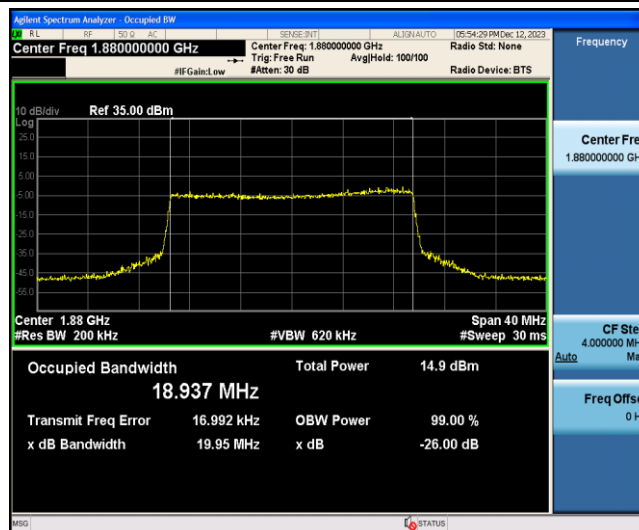 Agilent Spectrum Analyzer - Occupied BW
RL RF 50 Ω AC SENSE:INT ALIGN AUTO 05:54:29 PM Dec 12, 2023
Center Freq 1.880000000 GHz
Center Freq: 1.880000000 GHz Radio Std: None
Trig: Free Run Avg|Hold: 100/100
#IFGain:Low #Atten: 30 dB Radio Device: BTS
Frequency
10 dB/div Ref 35.00 dBm
Log
25.0
15.0
5.00
-5.00
-15.0
-25.0
-35.0
-45.0
-55.0
Center Fre
1.880000000 GH
Center 1.88 GHz Span 40 MHz
#Res BW 200 kHz #VBW 620 kHz #Sweep 30 ms
CF Ste
4.000000 MH
Auto Ma
Occupied Bandwidth Total Power 14.9 dBm
18.937 MHz
Transmit Freq Error 16.992 kHz OBW Power 99.00 %
x dB Bandwidth 19.95 MHz x dB -26.00 dB
Freq Offse
0 H
MSG STATUS